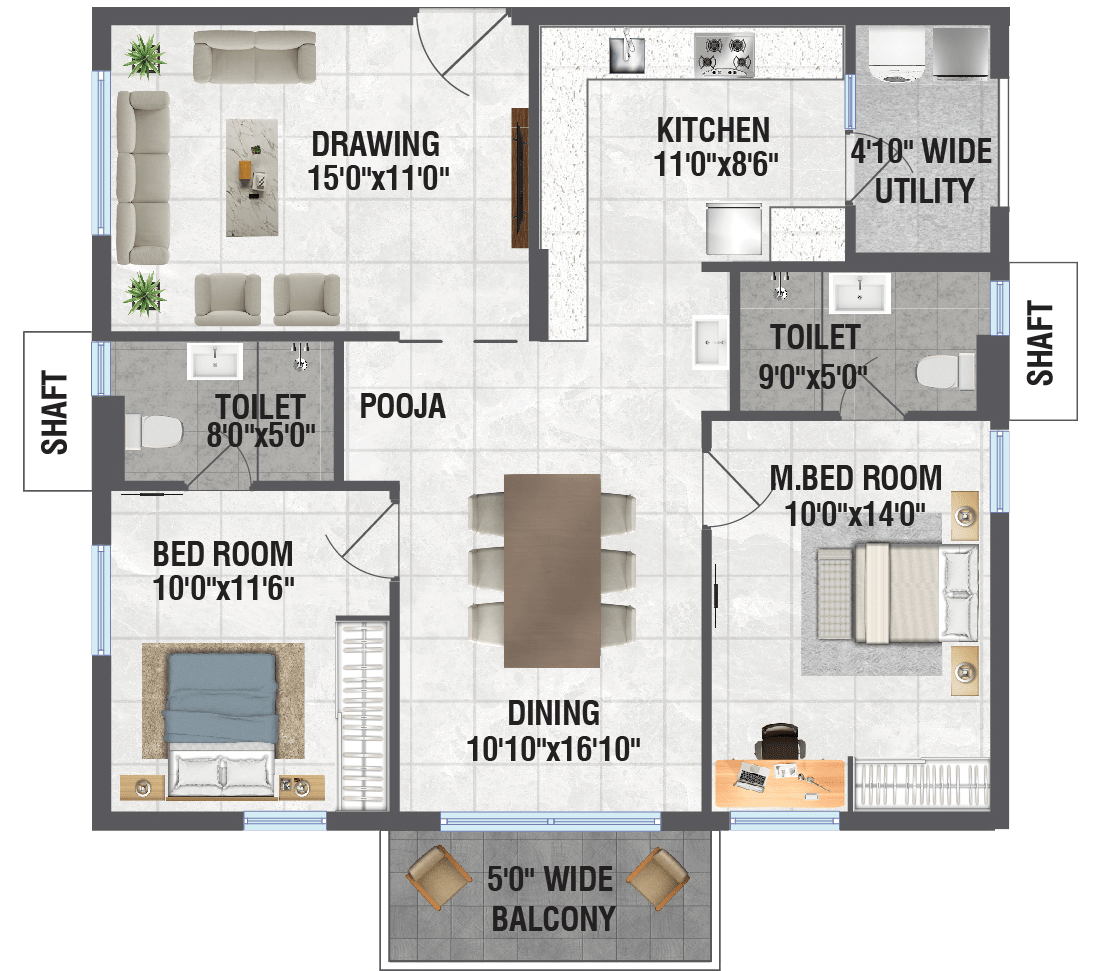 DRAWING
15'0"x11'0"
KITCHEN
11'0"x8'6"
4'10" WIDE
UTILITY
SHAFT
TOILET
8'0"x5'0"
POOJA
TOILET
9'0"x5'0"
SHAFT
BED ROOM
10'0"x11'6"
M.BED ROOM
10'0"x14'0"
DINING
10'10"x16'10"
5'0" WIDE
BALCONY